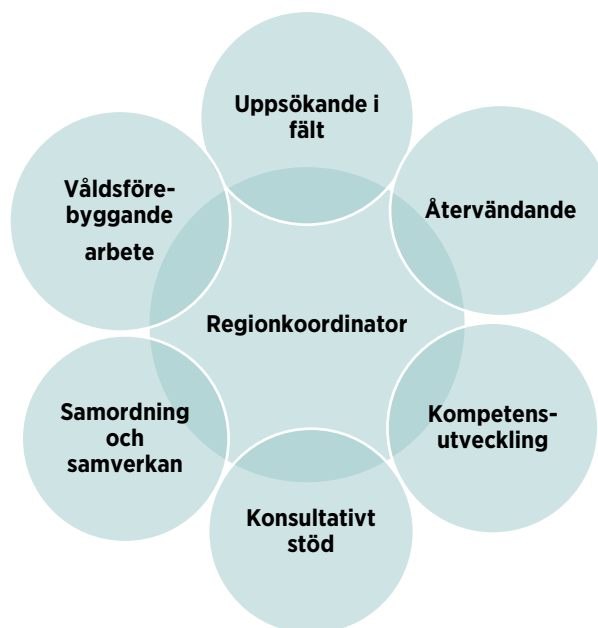 Uppsökande i
fält
Våldsföre-
byggande
arbete
Återvändande
Regionkoordinator
Samordning
och
samverkan
Kompetens-
utveckling
Konsultativt
stöd